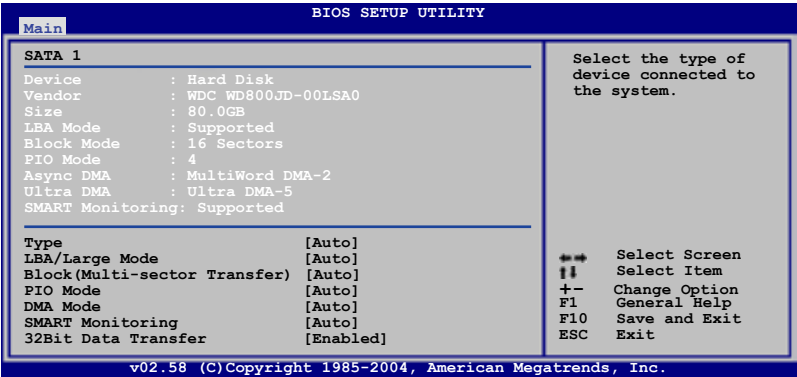 BIOS SETUP UTILITY
Main
SATA 1
Device : Hard Disk
Vendor : WDC WD800JD-00LSA0
Size : 80.0GB
LBA Mode : Supported
Block Mode : 16 Sectors
PIO Mode : 4
Async DMA : MultiWord DMA-2
Ultra DMA : Ultra DMA-5
SMART Monitoring: Supported
Type [Auto]
LBA/Large Mode [Auto]
Block(Multi-sector Transfer) [Auto]
PIO Mode [Auto]
DMA Mode [Auto]
SMART Monitoring [Auto]
32Bit Data Transfer [Enabled]
Select the type of
device connected to
the system.
←→ Select Screen
↑↓ Select Item
+- Change Option
F1 General Help
F10 Save and Exit
ESC Exit
v02.58 (C)Copyright 1985-2004, American Megatrends, Inc.